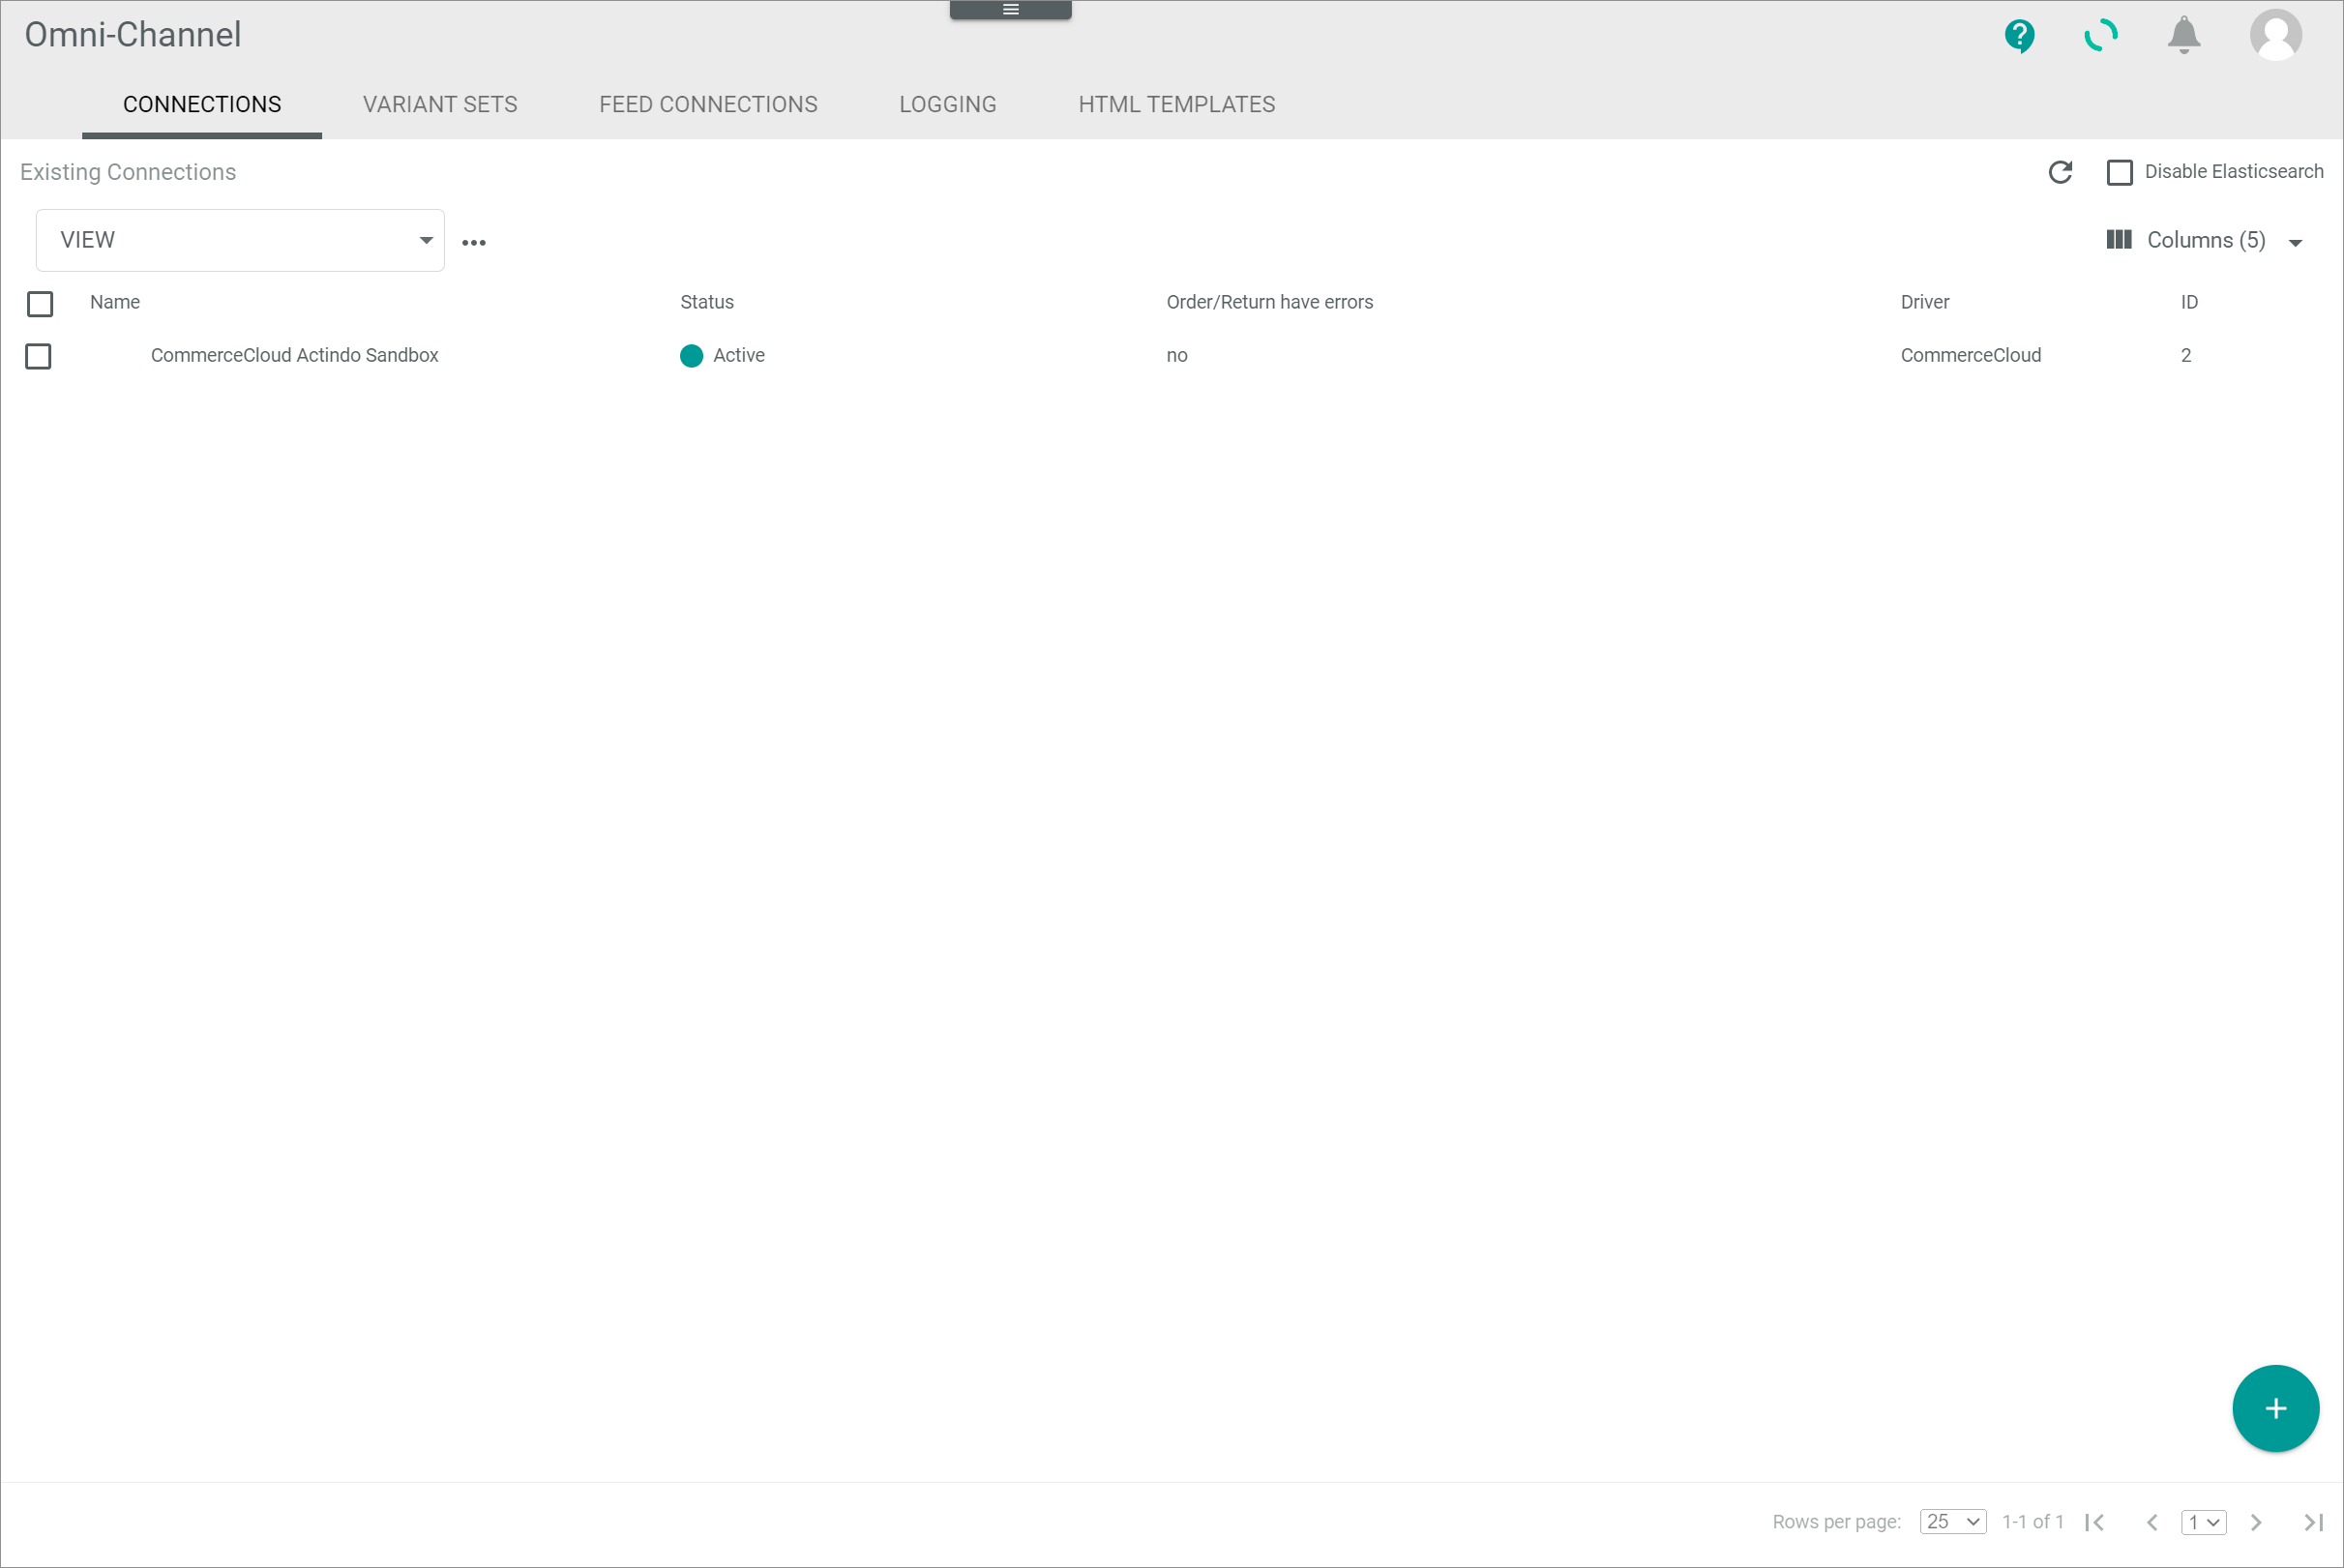 Omni-Channel
CONNECTIONS VARIANT SETS FEED CONNECTIONS LOGGING HTML TEMPLATES
Existing Connections Disable Elasticsearch
VIEW Columns (5)
Name Status Order/Return have errors Driver ID
CommerceCloud Actindo Sandbox Active no CommerceCloud 2
Rows per page: 25 1-1 of 1 1